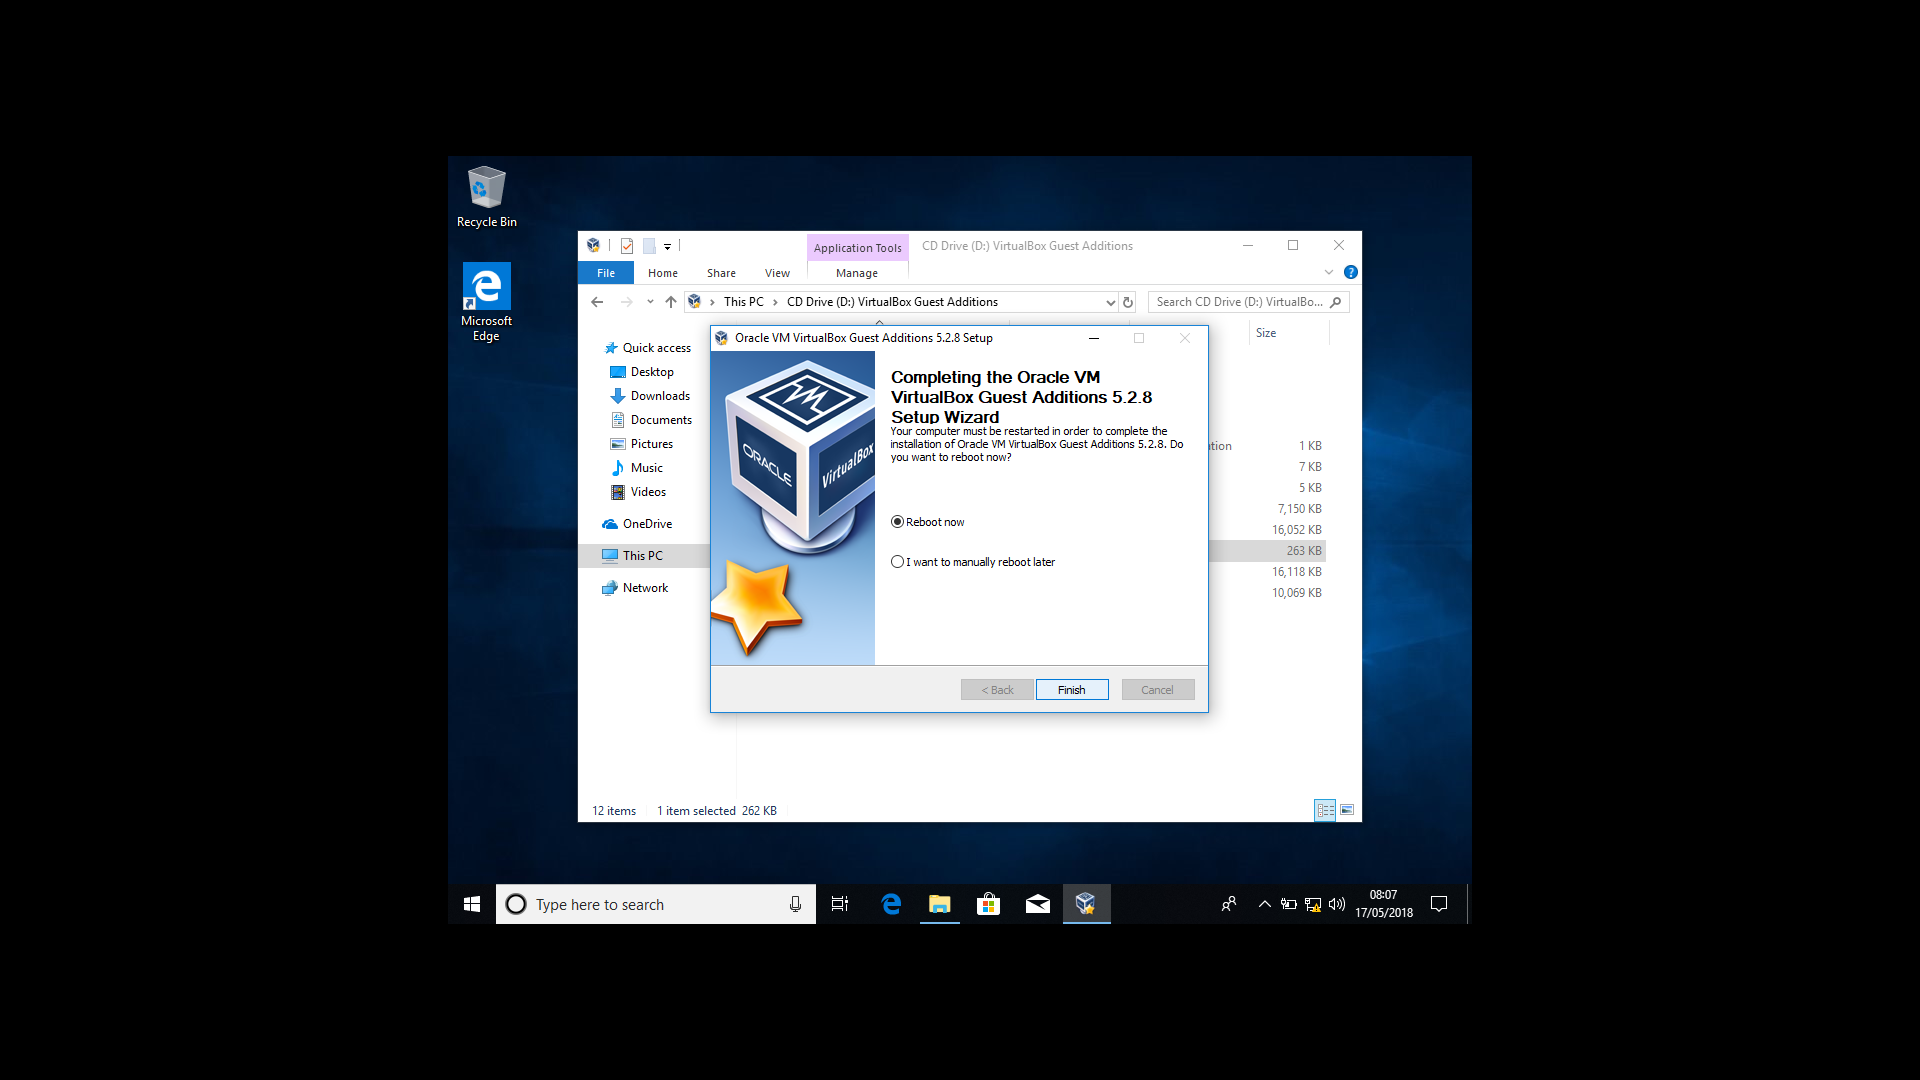 Recycle Bin
Microsoft
Edge
Application Tools
CD Drive (D:) VirtualBox Guest Additions
File
Home
Share
View
Manage
?
This PC
CD Drive (D:) VirtualBox Guest Additions
Search CD Drive (D:) VirtualBo...
Size
Quick access
Desktop
Downloads
Documents
Pictures
Music
Videos
OneDrive
This PC
Network
Oracle VM VirtualBox Guest Additions 5.2.8 Setup
ORACLE
VirtualBox
Completing the Oracle VM
VirtualBox Guest Additions 5.2.8
Setup Wizard
Your computer must be restarted in order to complete the
installation of Oracle VM VirtualBox Guest Additions 5.2.8. Do
you want to reboot now?
Reboot now
I want to manually reboot later
< Back
Finish
Cancel
1 KB
7 KB
5 KB
7,150 KB
16,052 KB
263 KB
16,118 KB
10,069 KB
12 items
1 item selected 262 KB
Type here to search
08:07
17/05/2018